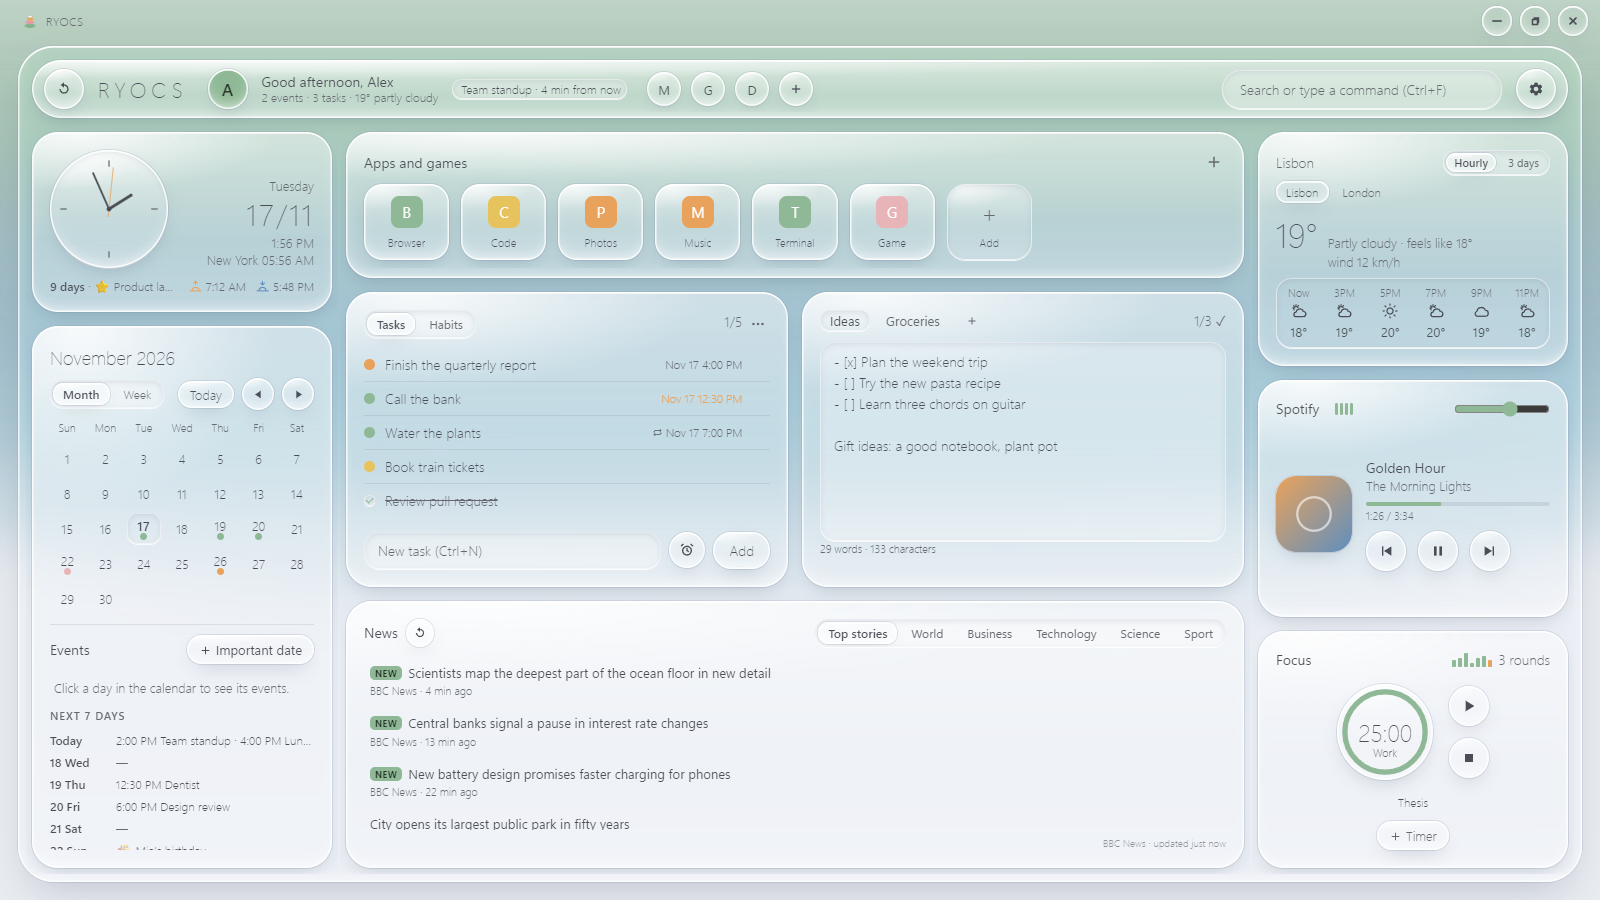 RYOCS
RYOCS
A
Good afternoon, Alex
2 events · 3 tasks · 19° partly cloudy
Team standup · 4 min from now
M
G
D
+
Search or type a command (Ctrl+F)
Tuesday
17/11
1:56 PM
New York 05:56 AM
9 days · Product la...
7:12 AM
5:48 PM
November 2026
Month
Week
Today
Sun Mon Tue Wed Thu Fri Sat
1 2 3 4 5 6 7
8 9 10 11 12 13 14
15 16 17 18 19 20 21
22 23 24 25 26 27 28
29 30
Events
+ Important date
Click a day in the calendar to see its events.
NEXT 7 DAYS
Today 2:00 PM Team standup · 4:00 PM Lun...
18 Wed —
19 Thu 12:30 PM Dentist
20 Fri 6:00 PM Design review
21 Sat —
Apps and games
+
B
Browser
C
Code
P
Photos
M
Music
T
Terminal
G
Game
+
Add
Tasks
Habits
1/5
Finish the quarterly report Nov 17 4:00 PM
Call the bank Nov 17 12:30 PM
Water the plants Nov 17 7:00 PM
Book train tickets
Review pull request
New task (Ctrl+N)
Add
Ideas
Groceries
+
1/3 ✓
- [x] Plan the weekend trip
- [ ] Try the new pasta recipe
- [ ] Learn three chords on guitar
Gift ideas: a good notebook, plant pot
29 words · 133 characters
News
Top stories
World
Business
Technology
Science
Sport
NEW Scientists map the deepest part of the ocean floor in new detail
BBC News · 4 min ago
NEW Central banks signal a pause in interest rate changes
BBC News · 13 min ago
NEW New battery design promises faster charging for phones
BBC News · 22 min ago
City opens its largest public park in fifty years
BBC News · updated just now
Lisbon
Hourly
3 days
Lisbon
London
19°
Partly cloudy · feels like 18°
wind 12 km/h
Now 3PM 5PM 7PM 9PM 11PM
18° 19° 20° 20° 19° 18°
Spotify
Golden Hour
The Morning Lights
1:26 / 3:34
Focus
3 rounds
25:00
Work
Thesis
+ Timer